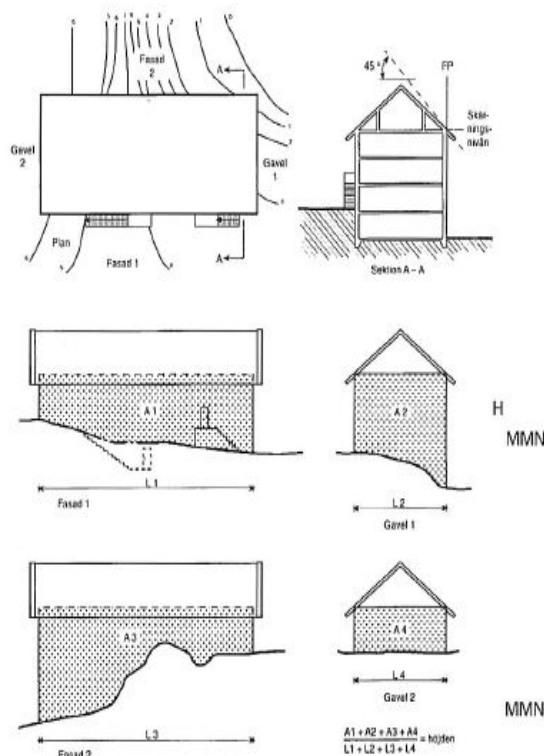 Fasad
2
A
Gavel
2
Gavel
1
Plan
Fasad 1
A
45°
FP
Skär-
nings-
nivån
Sektion A – A
A 1
L 1
Fasad 1
A 2
L 2
Gavel 1
H
MMN
A 3
L 3
Fasad 2
A 4
L 4
Gavel 2
A1 + A2 + A3 + A4
L1 + L2 + L3 + L4
= höjden
MMN